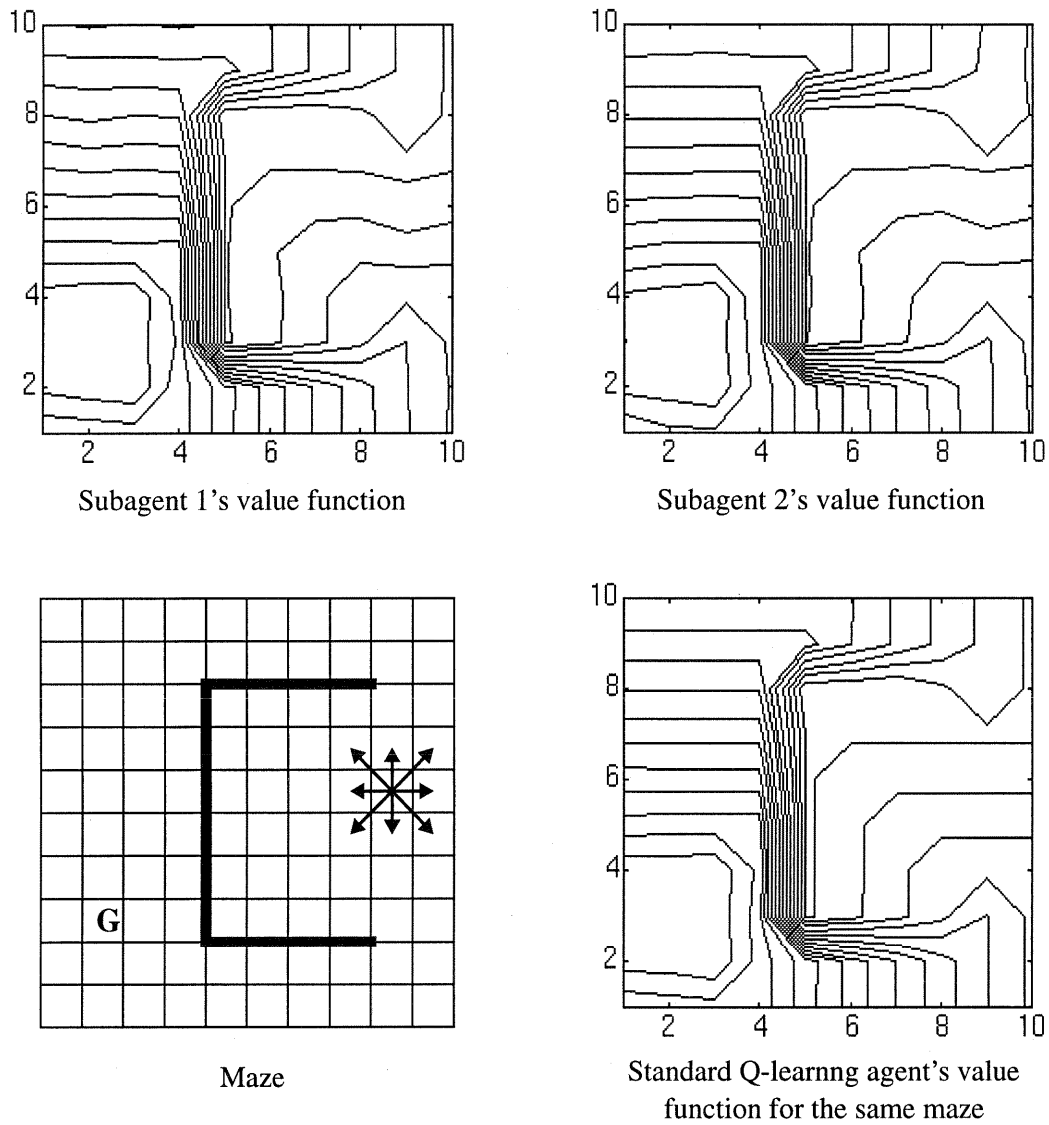 10
8
6
4
2
2 4 6 8 10
Subagent 1's value function
10
8
6
4
2
2 4 6 8 10
Subagent 2's value function
G
Maze
10
8
6
4
2
2 4 6 8 10
Standard Q-learnng agent's value
function for the same maze